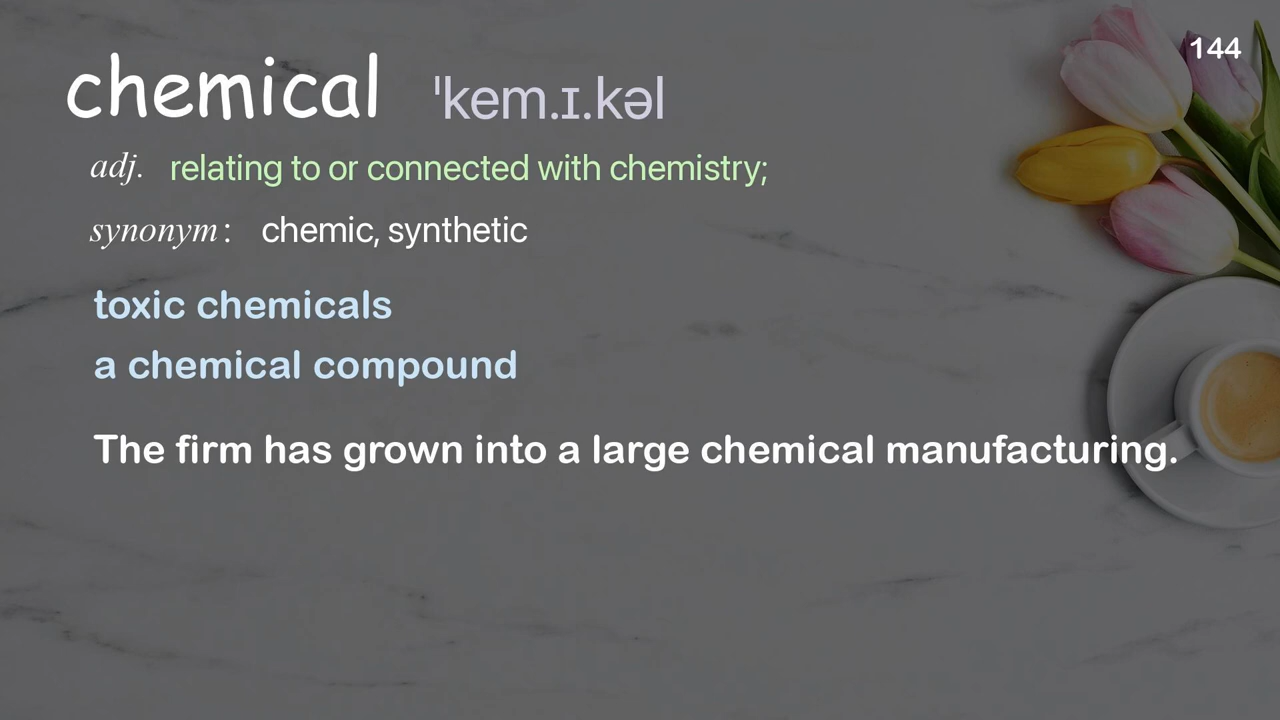 144
chemical ˈkem.ɪ.kəl
adj. relating to or connected with chemistry;
synonym: chemic, synthetic
toxic chemicals
a chemical compound
The firm has grown into a large chemical manufacturing.